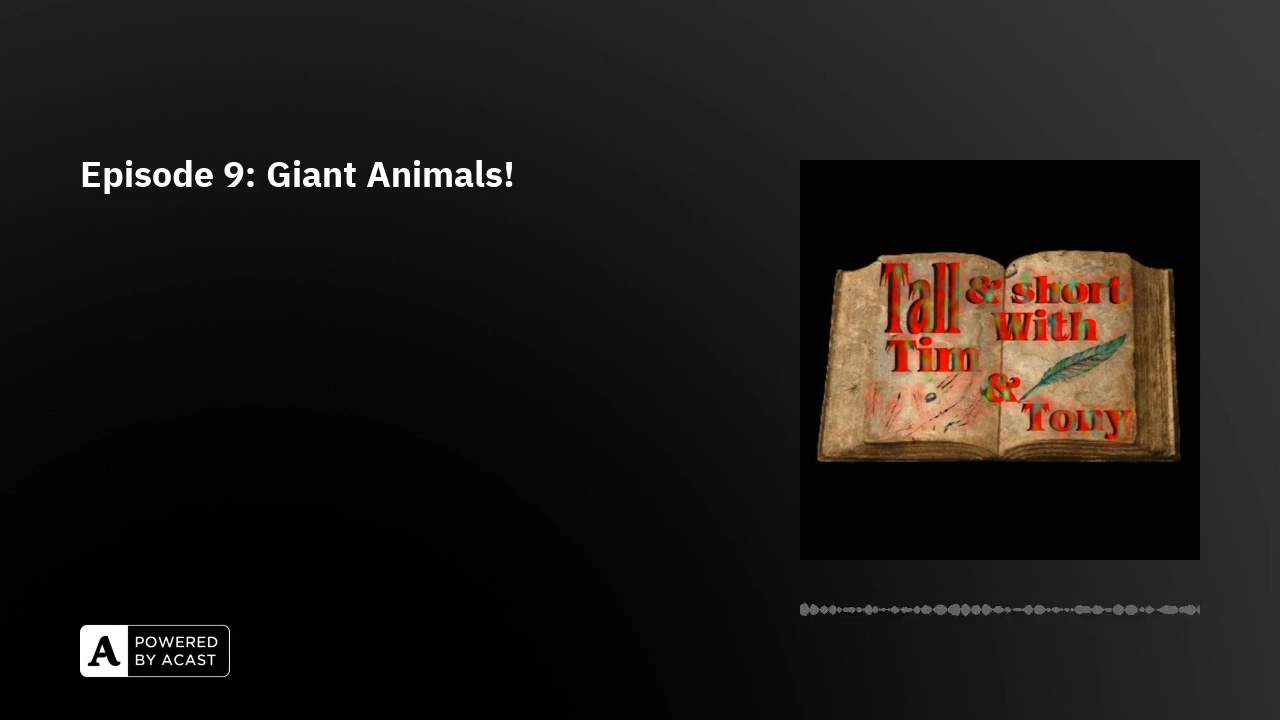 Episode 9: Giant Animals!
Tall & short
With
Tim
&
Tony
A POWERED
BY ACAST